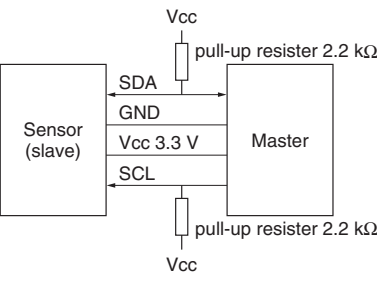 Vcc
pull-up resister 2.2 kΩ
SDA
GND
Sensor
(slave)
Vcc 3.3 V
Master
SCL
pull-up resister 2.2 kΩ
Vcc